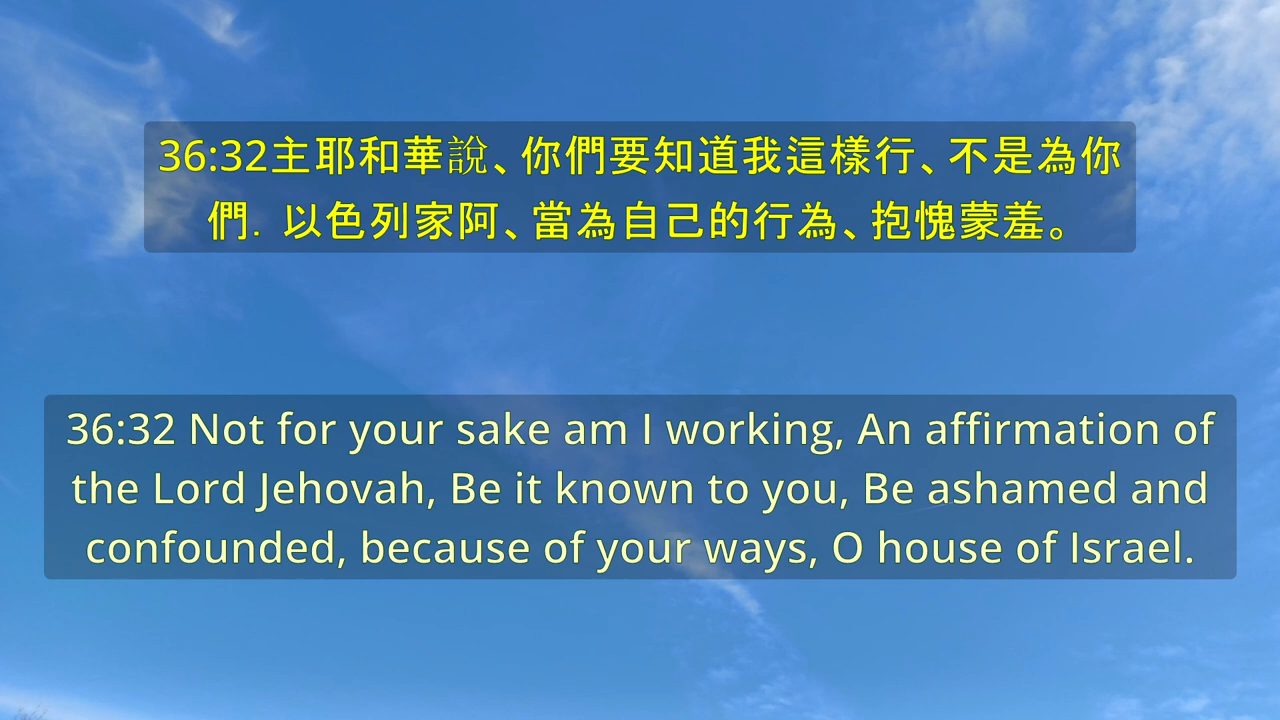 36:32主耶和華說、你們要知道我這樣行、不是為你
們．以色列家阿、當為自己的行為、抱愧蒙羞。
36:32 Not for your sake am I working, An affirmation of
the Lord Jehovah, Be it known to you, Be ashamed and
confounded, because of your ways, O house of Israel.